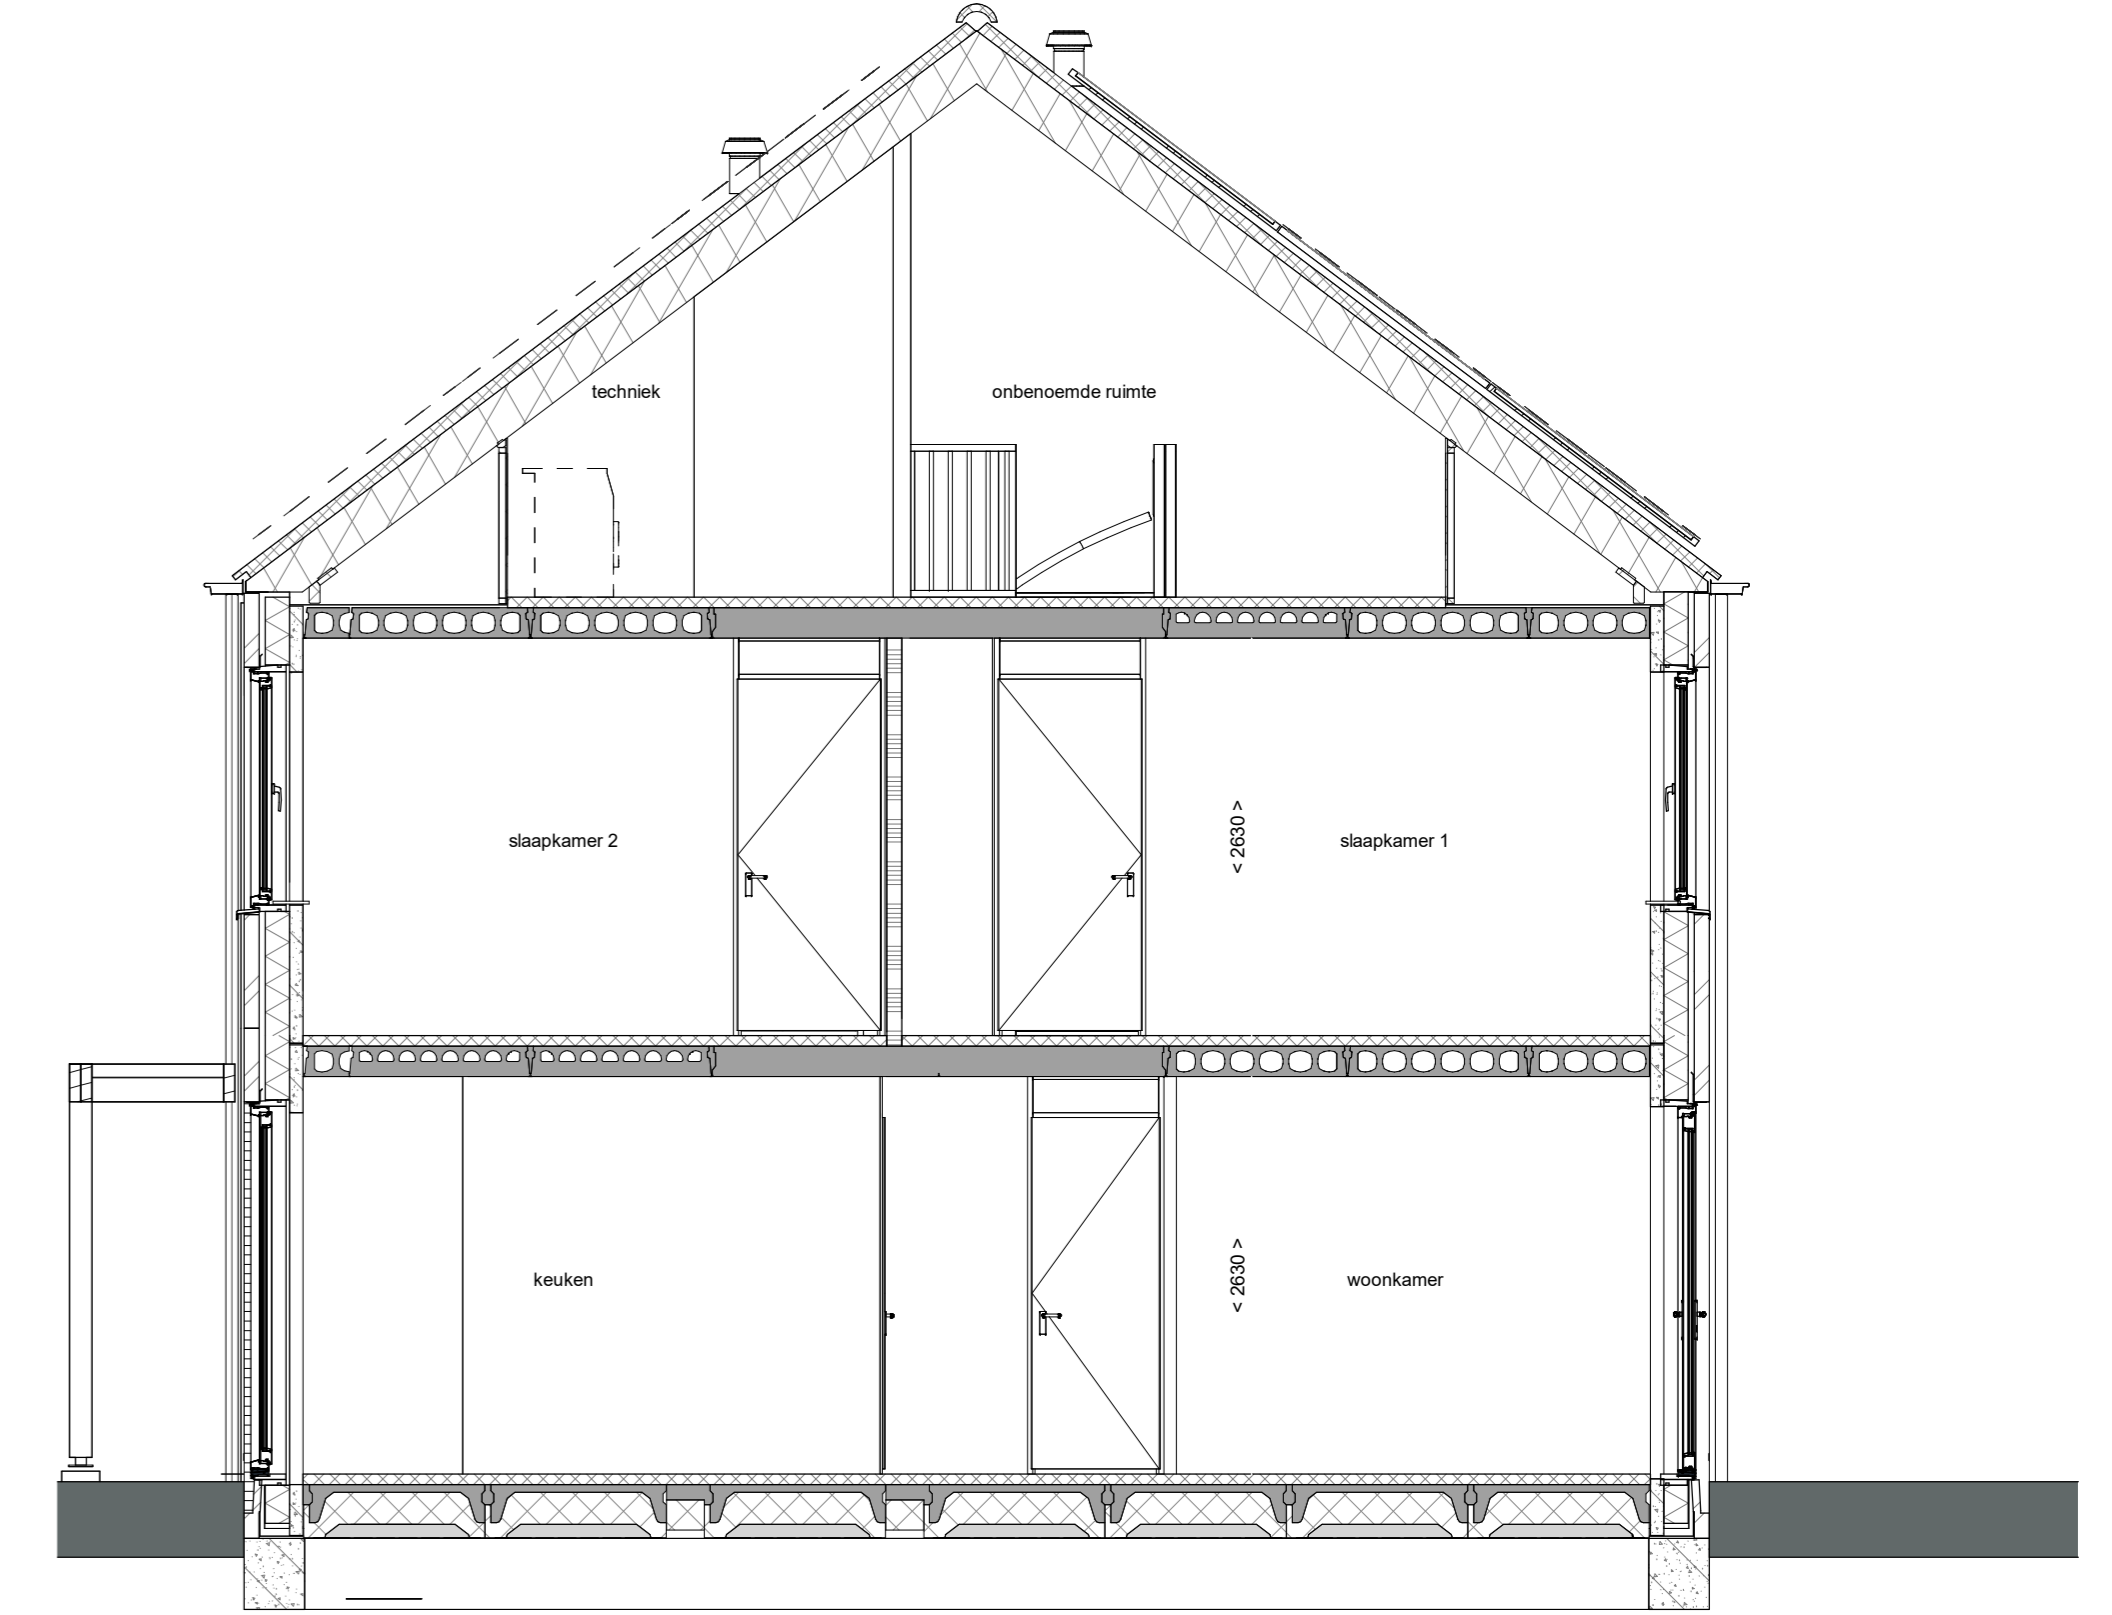 techniek
onbenoemde ruimte
slaapkamer 2
< 2630 >
slaapkamer 1
keuken
< 2630 >
woonkamer